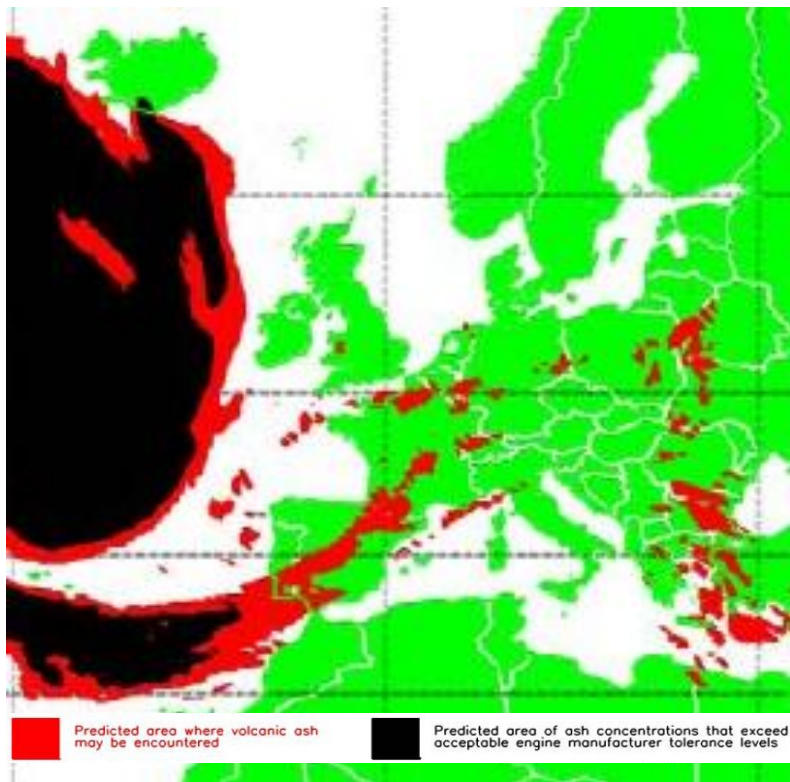 Predicted area where volcanic ash
may be encountered
Predicted area of ash concentrations that exceed
acceptable engine manufacturer tolerance levels